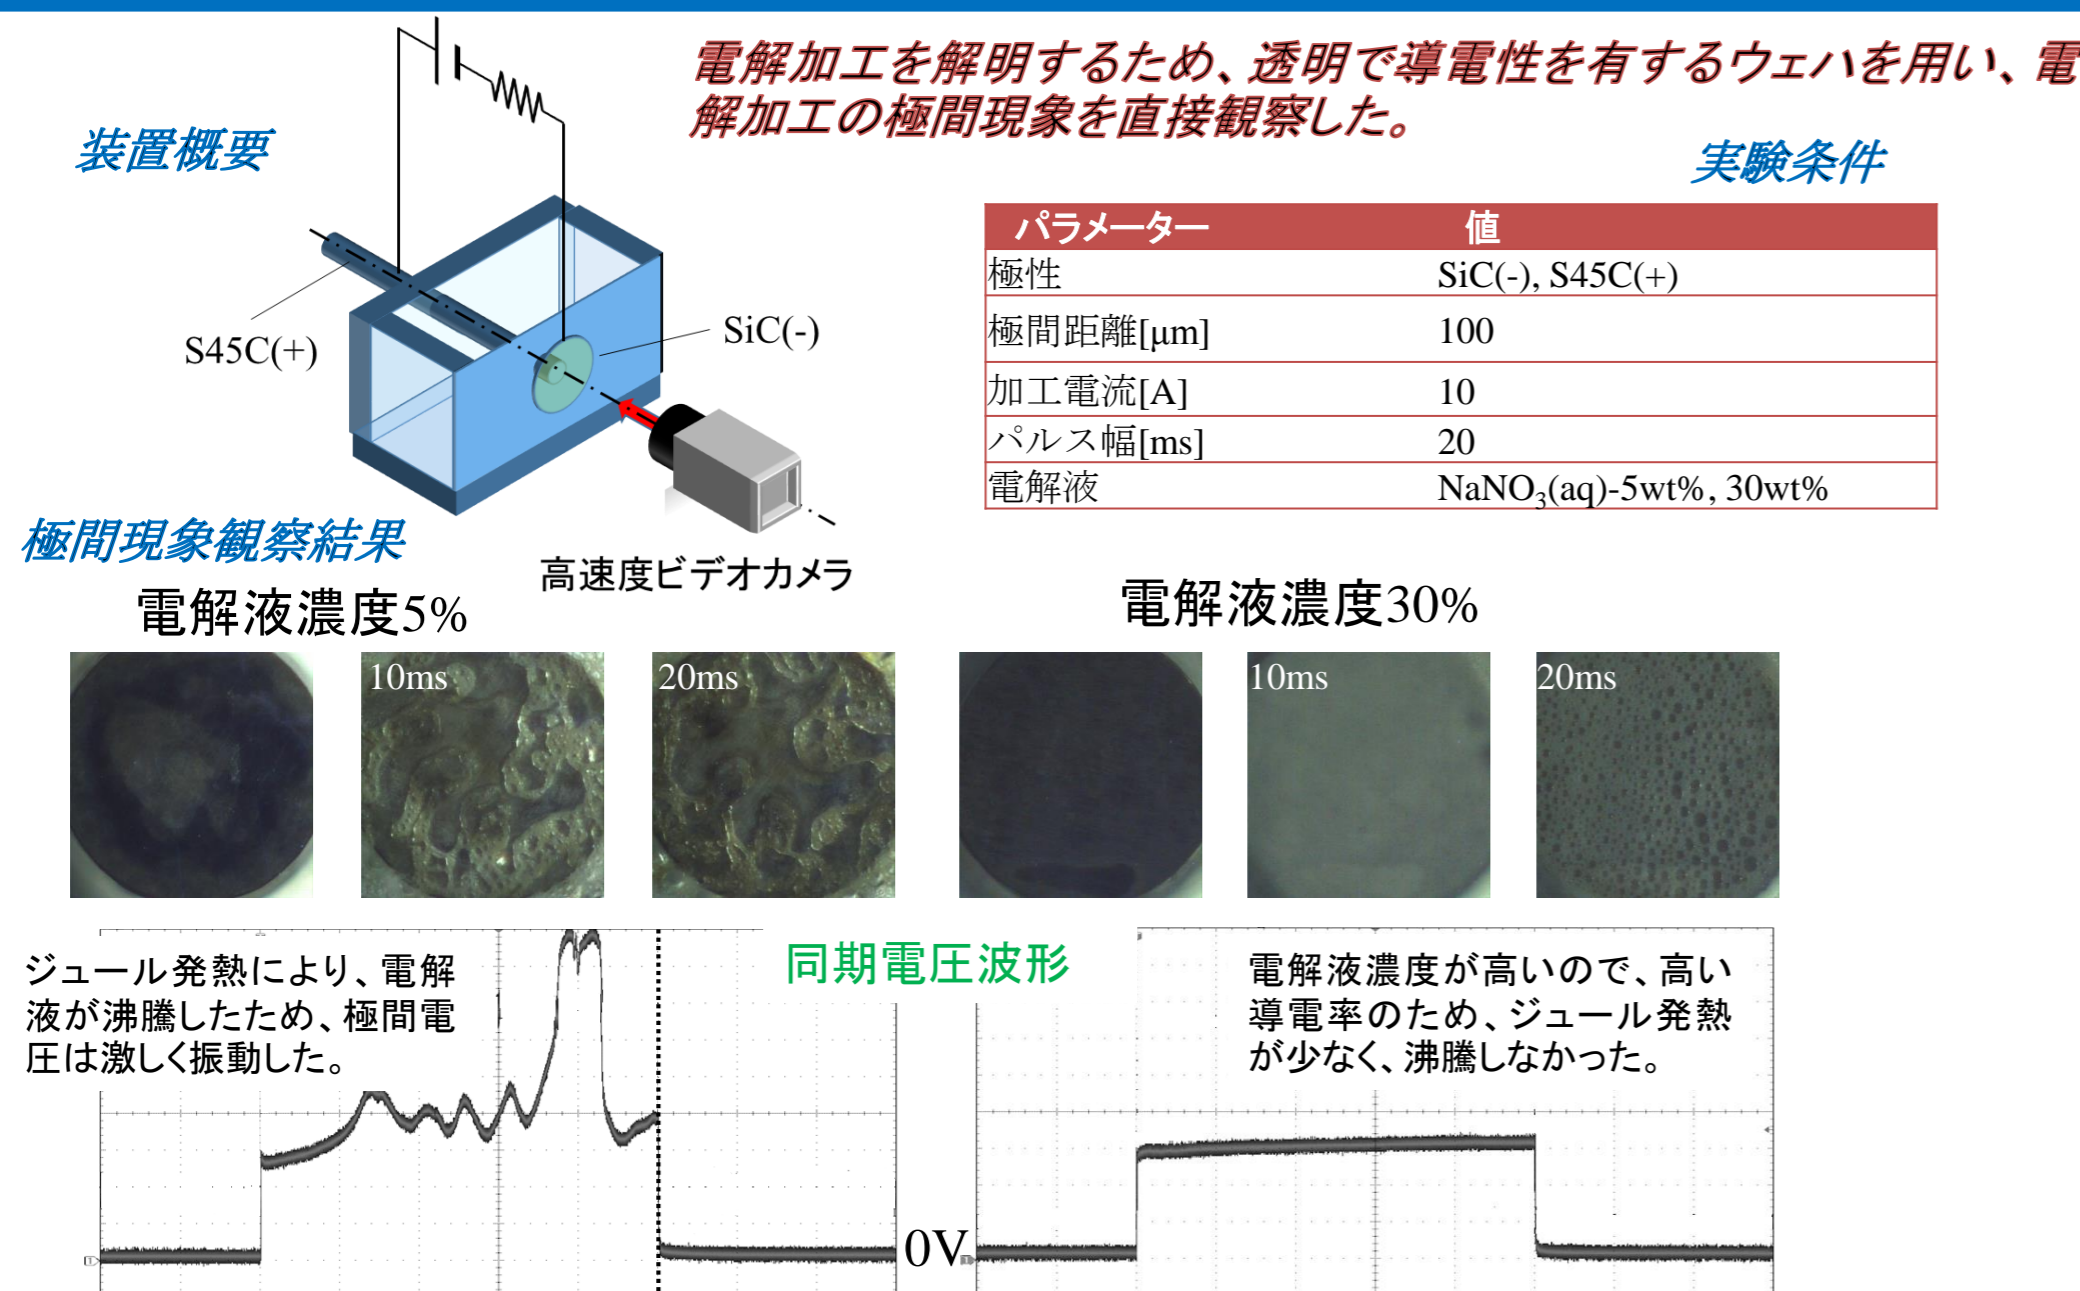 電解加工を解明するため、透明で導電性を有するウェハを用い、電
解加工の極間現象を直接観察した。
装置概要
S45C(+)
SiC(-)
高速度ビデオカメラ
実験条件
パラメーター 値
極性 SiC(-), S45C(+)
極間距離[μm] 100
加工電流[A] 10
パルス幅[ms] 20
電解液 NaNO₃(aq)-5wt%, 30wt%
極間現象観察結果
電解液濃度5%
10ms
20ms
電解液濃度30%
10ms
20ms
ジュール発熱により、電解
液が沸騰したため、極間電
圧は激しく振動した。
同期電圧波形
電解液濃度が高いので、高い
導電率のため、ジュール発熱
が少なく、沸騰しなかった。
0V